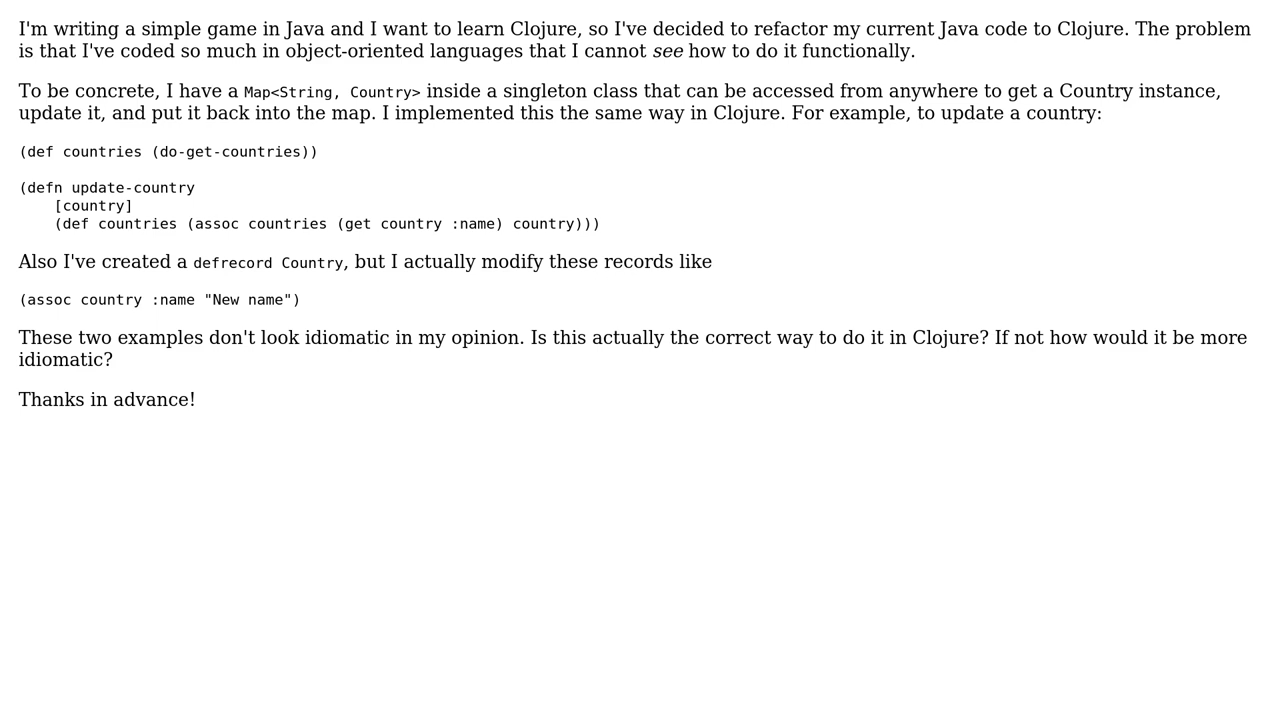 I'm writing a simple game in Java and I want to learn Clojure, so I've decided to refactor my current Java code to Clojure. The problem
is that I've coded so much in object-oriented languages that I cannot see how to do it functionally.
To be concrete, I have a Map<String, Country> inside a singleton class that can be accessed from anywhere to get a Country instance,
update it, and put it back into the map. I implemented this the same way in Clojure. For example, to update a country:
(def countries (do-get-countries))
(defn update-country
    [country]
    (def countries (assoc countries (get country :name) country)))
Also I've created a defrecord Country, but I actually modify these records like
(assoc country :name "New name")
These two examples don't look idiomatic in my opinion. Is this actually the correct way to do it in Clojure? If not how would it be more
idiomatic?
Thanks in advance!